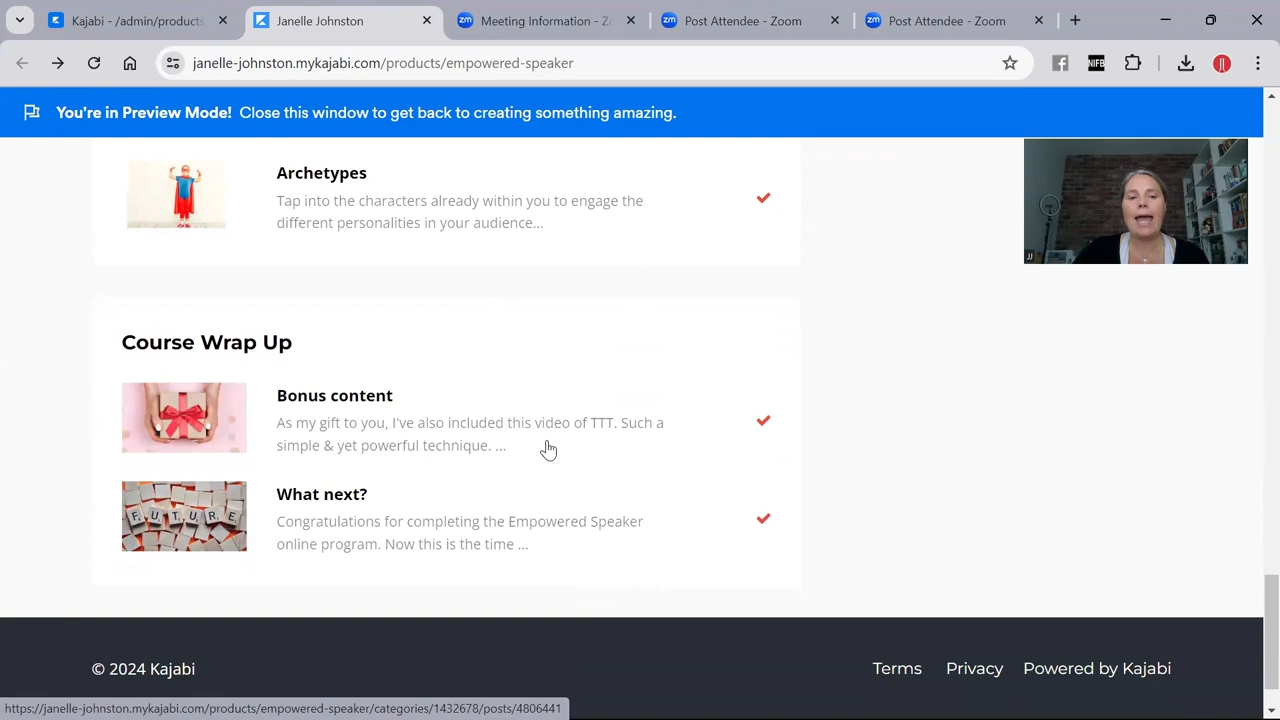 Kajabi - /admin/products
Janelle Johnston
zm
Meeting Information - Z
zm
Post Attendee - Zoom
zm
Post Attendee - Zoom
janelle-johnston.mykajabi.com/products/empowered-speaker
NIFB
You're in Preview Mode! Close this window to get back to creating something amazing.
Archetypes
Tap into the characters already within you to engage the
different personalities in your audience...
JJ
Course Wrap Up
Bonus content
As my gift to you, I've also included this video of TTT. Such a
simple & yet powerful technique. ...
What next?
FUTURE
Congratulations for completing the Empowered Speaker
online program. Now this is the time ...
© 2024 Kajabi
Terms
Privacy
Powered by Kajabi
https://janelle-johnston.mykajabi.com/products/empowered-speaker/categories/1432678/posts/4806441